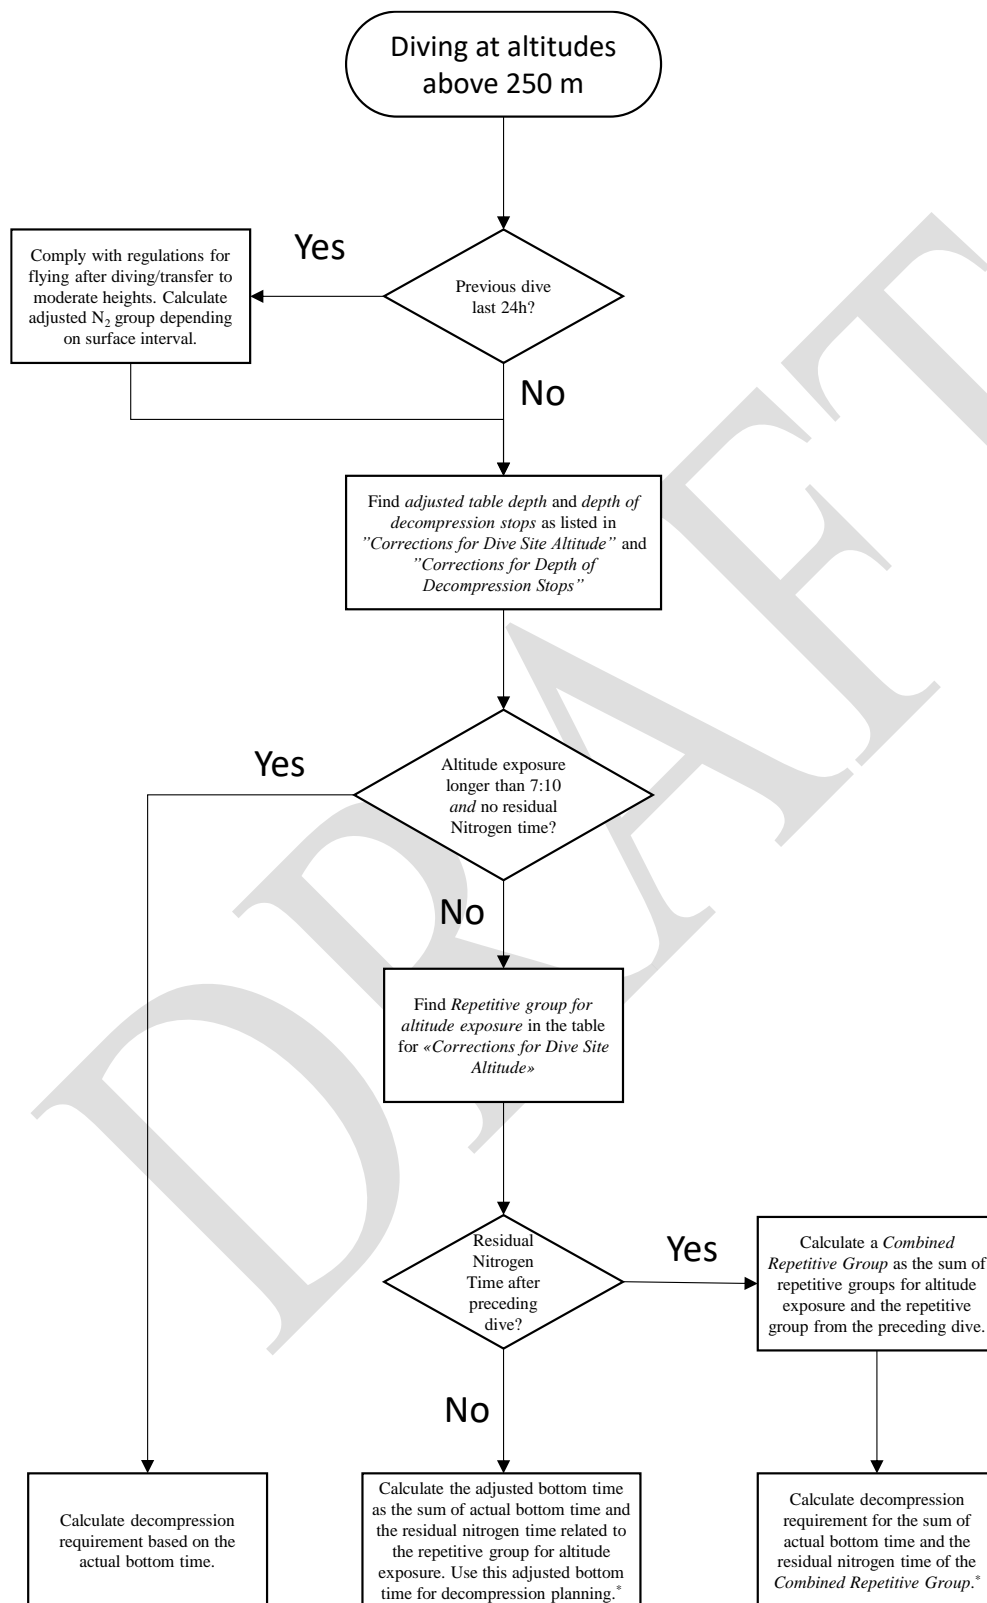 Diving at altitudes
above 250 m
Yes
Comply with regulations for
flying after diving/transfer to
moderate heights. Calculate
adjusted N₂ group depending
on surface interval.
Previous dive
last 24h?
No
Find adjusted table depth and depth of
decompression stops as listed in
”Corrections for Dive Site Altitude” and
”Corrections for Depth of
Decompression Stops”
Yes
Altitude exposure
longer than 7:10
and no residual
Nitrogen time?
No
Find Repetitive group for
altitude exposure in the table
for «Corrections for Dive Site
Altitude»
Residual
Nitrogen
Time after
preceding
dive?
Yes
Calculate a Combined
Repetitive Group as the sum of
repetitive groups for altitude
exposure and the repetitive
group from the preceding dive.
No
Calculate decompression
requirement based on the
actual bottom time.
Calculate the adjusted bottom time
as the sum of actual bottom time and
the residual nitrogen time related to
the repetitive group for altitude
exposure. Use this adjusted bottom
time for decompression planning.*
Calculate decompression
requirement for the sum of
actual bottom time and the
residual nitrogen time of the
Combined Repetitive Group.*
DRAFT